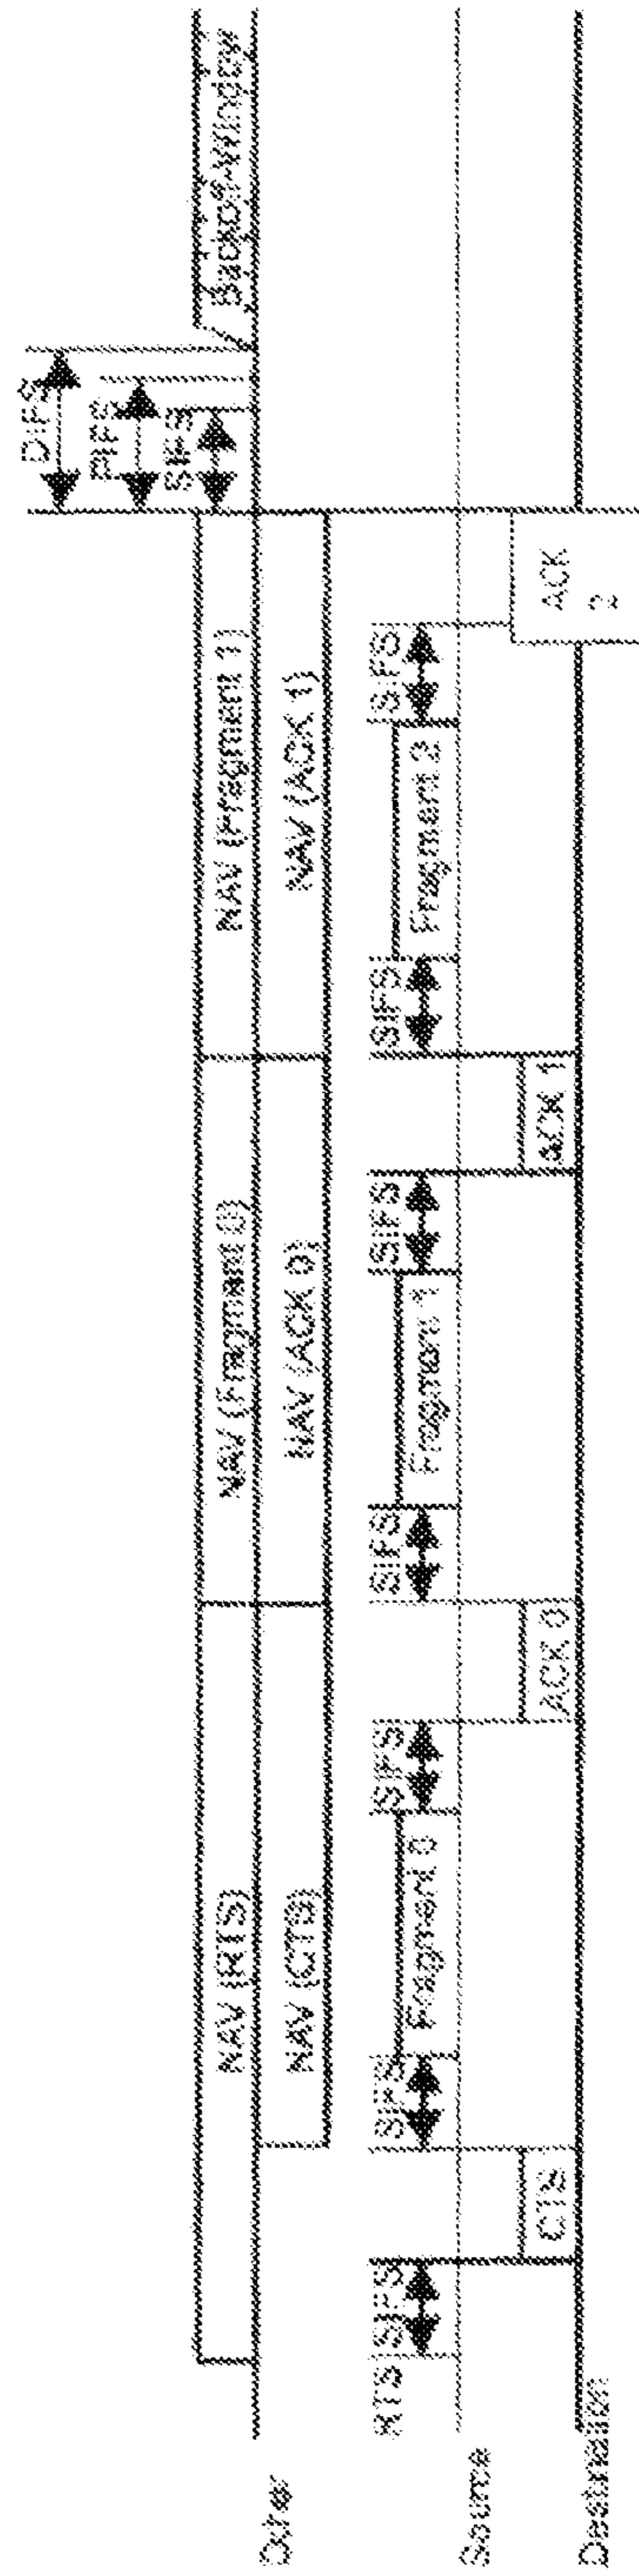 DIFS
PIFS
SIFS
Backoff-Window
NAV (RTS)
NAV (Fragment 0)
NAV (Fragment 1)
Other
NAV (CTS)
NAV (ACK 0)
NAV (ACK 1)
RTS
SIFS
SIFS
SIFS
SIFS
SIFS
SIFS
SIFS
Fragment 0
Fragment 1
Fragment 2
Source
CTS
ACK 0
ACK 1
ACK
2
Destination